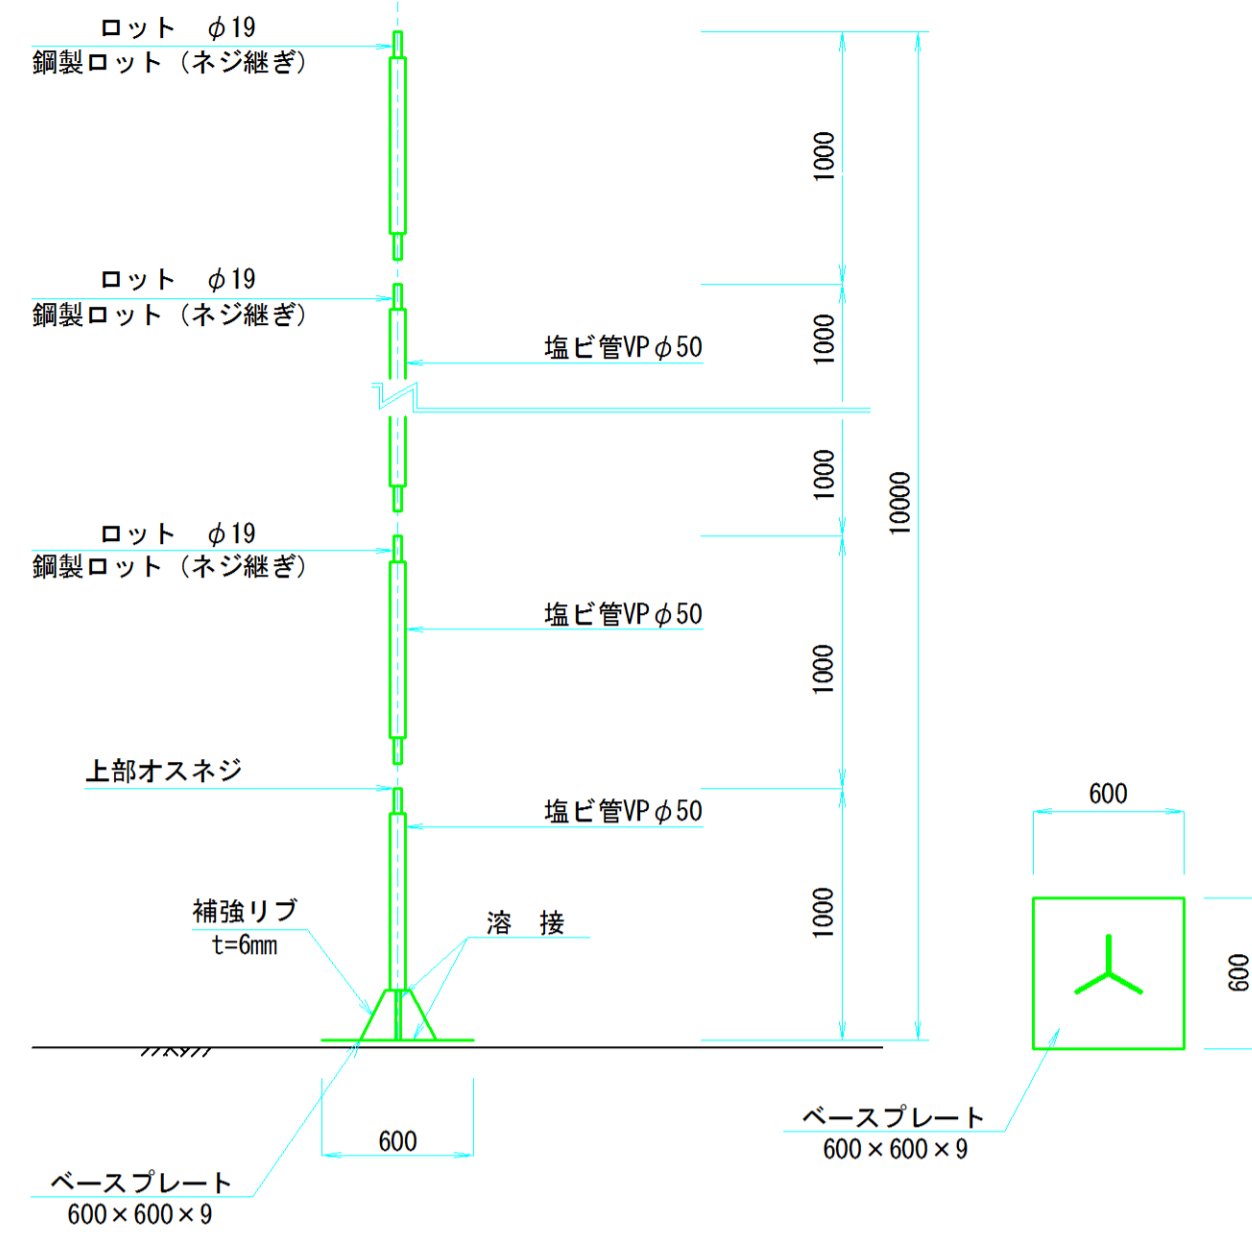 ロット φ19
鋼製ロット（ネジ継ぎ）
1000
ロット φ19
鋼製ロット（ネジ継ぎ）
塩ビ管VPφ50
1000
1000
10000
ロット φ19
鋼製ロット（ネジ継ぎ）
塩ビ管VPφ50
1000
上部オスネジ
塩ビ管VPφ50
600
補強リブ
t=6mm
溶 接
1000
600
ベースプレート
600×600×9
600
ベースプレート
600×600×9